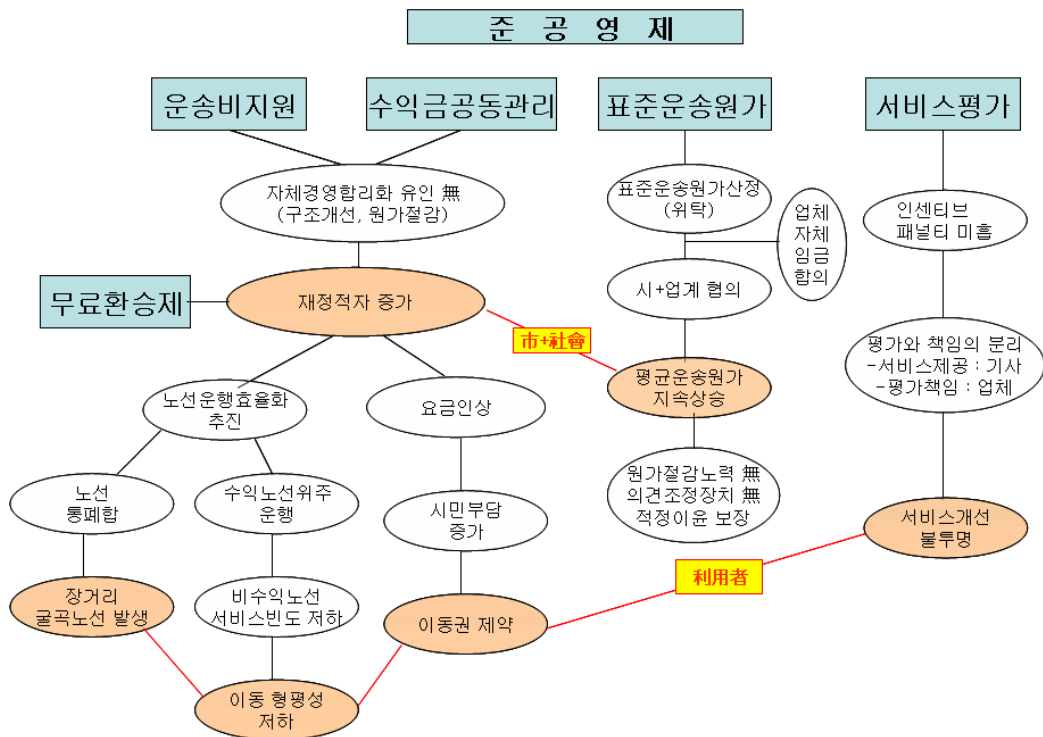 준 공 영 제
운송비지원
수익금공동관리
표준운송원가
서비스평가
자체경영합리화 유인 無
(구조개선, 원가절감)
표준운송원가산정
(위탁)
업체
자체
임금
합의
인센티브
패널티 미흡
무료환승제
재정적자 증가
시+업계 협의
市+社會
평가와 책임의 분리
-서비스제공 : 기사
-평가책임 : 업체
평균운송원가
지속상승
노선운행효율화
추진
요금인상
노선
통폐합
수익노선위주
운행
시민부담
증가
원가절감노력 無
의견조정장치 無
적정이윤 보장
서비스개선
불투명
利用者
장거리
굴곡노선 발생
비수익노선
서비스빈도 저하
이동권 제약
이동 형평성
저하